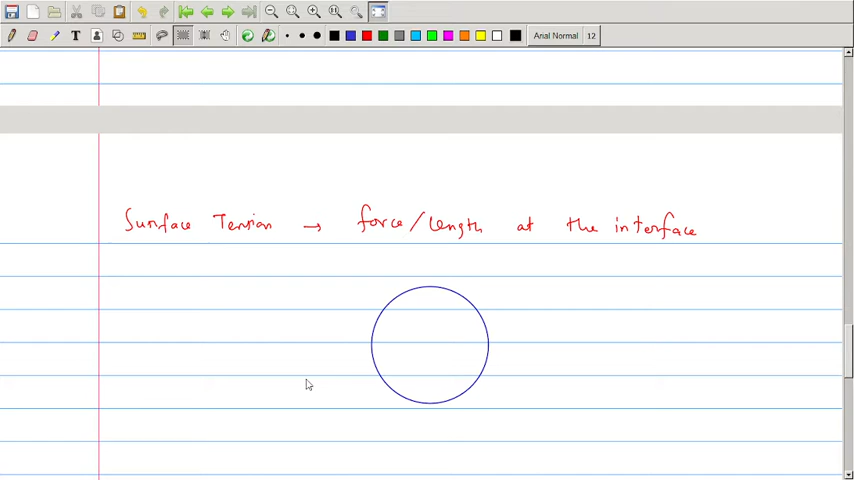 Arial Normal 12
Surface Tension → force/length at the interface